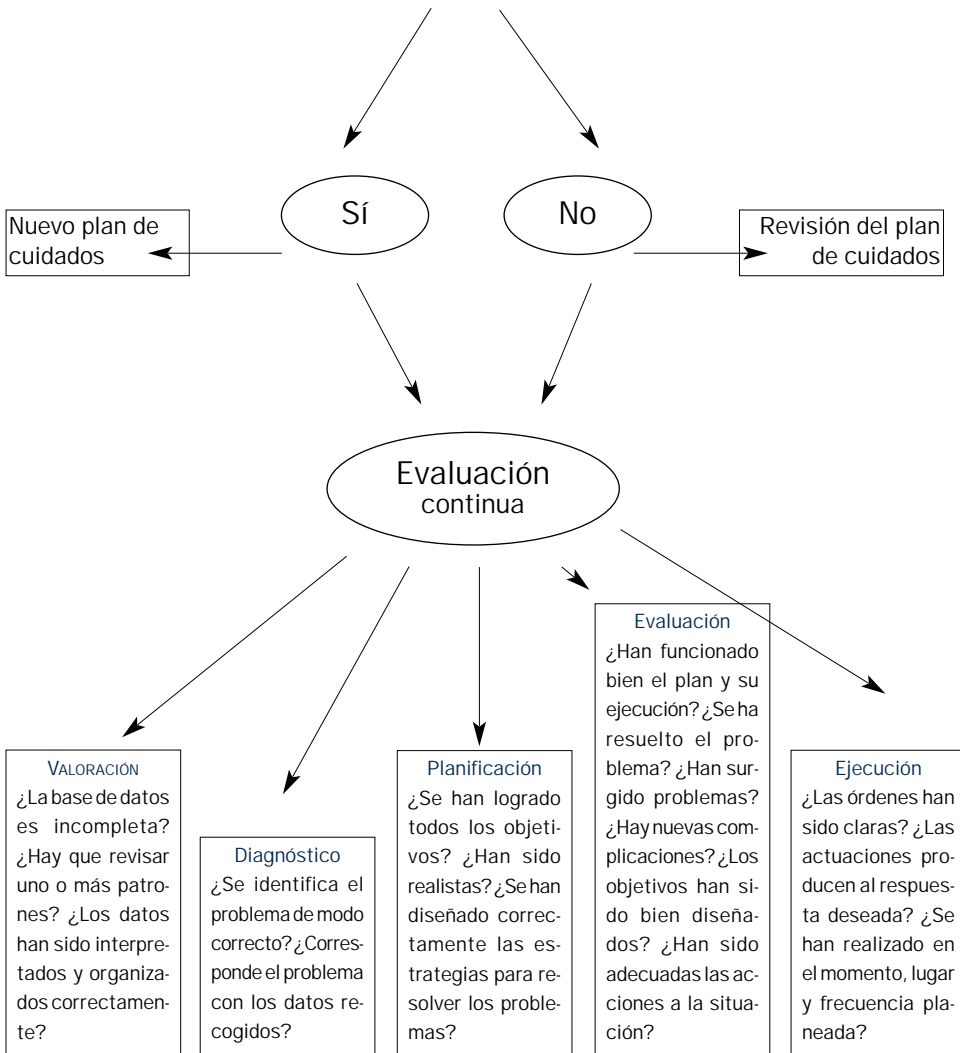 Sí
No
Nuevo plan de
cuidados
Revisión del plan
de cuidados
Evaluación
continua
VALORACIÓN
¿La base de datos
es incompleta?
¿Hay que revisar
uno o más patro-
nes? ¿Los datos
han sido interpre-
tados y organiza-
dos correctamen-
te?
Diagnóstico
¿Se identifica el
problema de modo
correcto? ¿Corres-
ponde el problema
con los datos re-
cogidos?
Planificación
¿Se han logrado
todos los objeti-
vos? ¿Han sido
realistas? ¿Se han
diseñado correc-
tamente las es-
trategias para re-
solver los proble-
mas?
Evaluación
¿Han funcionado
bien el plan y su
ejecución? ¿Se ha
resuelto el pro-
blema? ¿Han sur-
gido problemas?
¿Hay nuevas com-
plicaciones? ¿Los
objetivos han si-
do bien diseña-
dos? ¿Han sido
adecuadas las ac-
ciones a la situa-
ción?
Ejecución
¿Las órdenes han
sido claras? ¿Las
actuaciones pro-
ducen al respues-
ta deseada? ¿Se
han realizado en
el momento, lugar
y frecuencia pla-
neada?